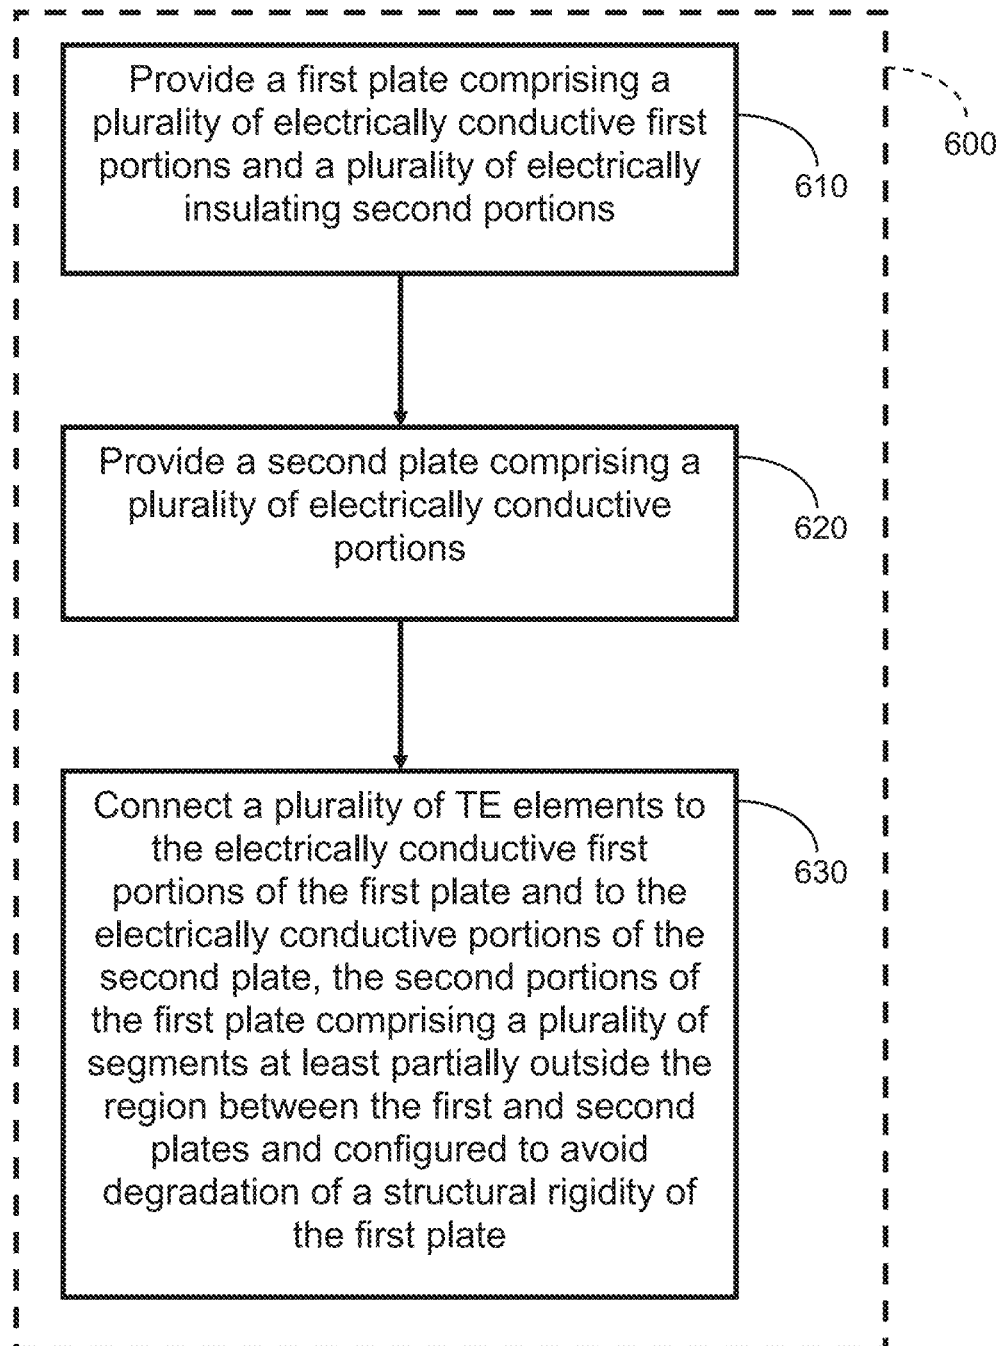 Provide a first plate comprising a
plurality of electrically conductive first
portions and a plurality of electrically
insulating second portions
600
610
Provide a second plate comprising a
plurality of electrically conductive
portions
620
Connect a plurality of TE elements to
the electrically conductive first
portions of the first plate and to the
electrically conductive portions of the
second plate, the second portions of
the first plate comprising a plurality of
segments at least partially outside the
region between the first and second
plates and configured to avoid
degradation of a structural rigidity of
the first plate
630